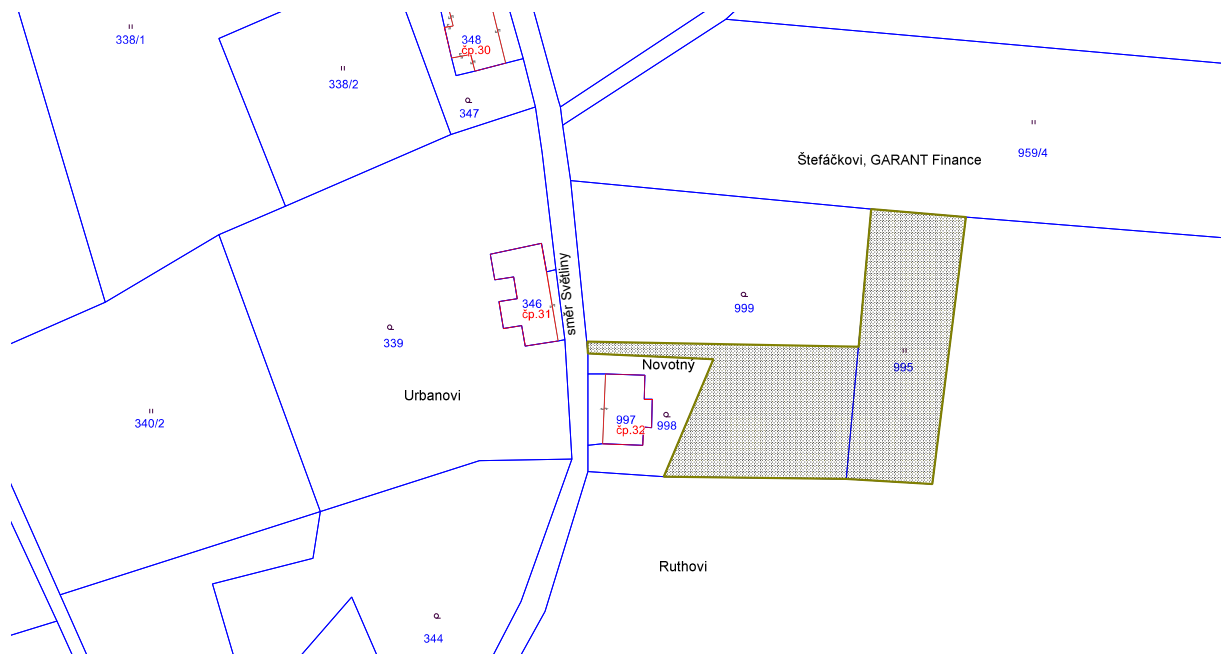 338/1
348
čp.30
338/2
347
Štefáčkovi, GARANT Finance
959/4
směr Světliny
346
čp.31
999
339
Novotný
995
Urbanovi
340/2
997
čp.32
998
Ruthovi
344